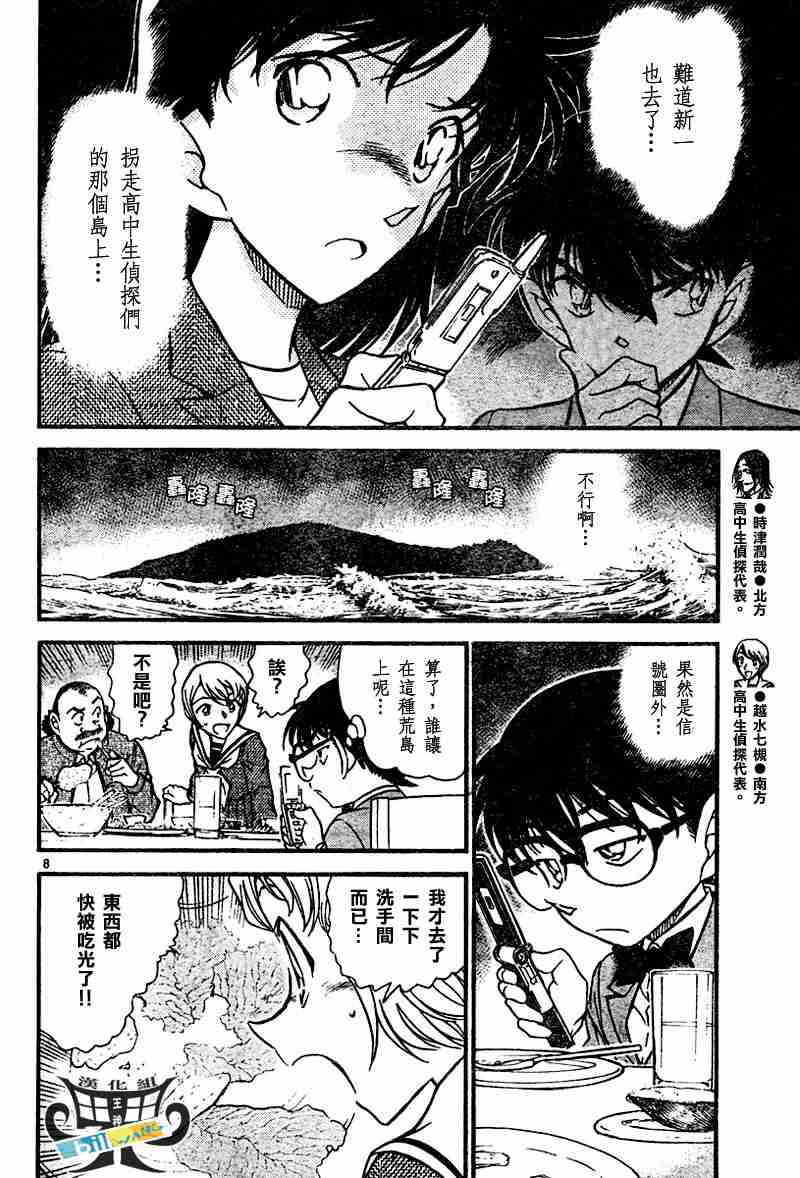 難道新一
也去了…
拐走高中生偵探們
的那個島上…
轟隆
轟隆
轟隆
轟隆
不行啊…
●時津潤哉●北方
高中生偵探代表。
果然是信
號圈外…
算了，誰讓
在這種荒島
上呢…
誒？
不是吧？
●越水七槻●南方
高中生偵探代表。
8
我才去了
一下下
洗手間
而已…
東西都
快被吃光了!!
漢化組